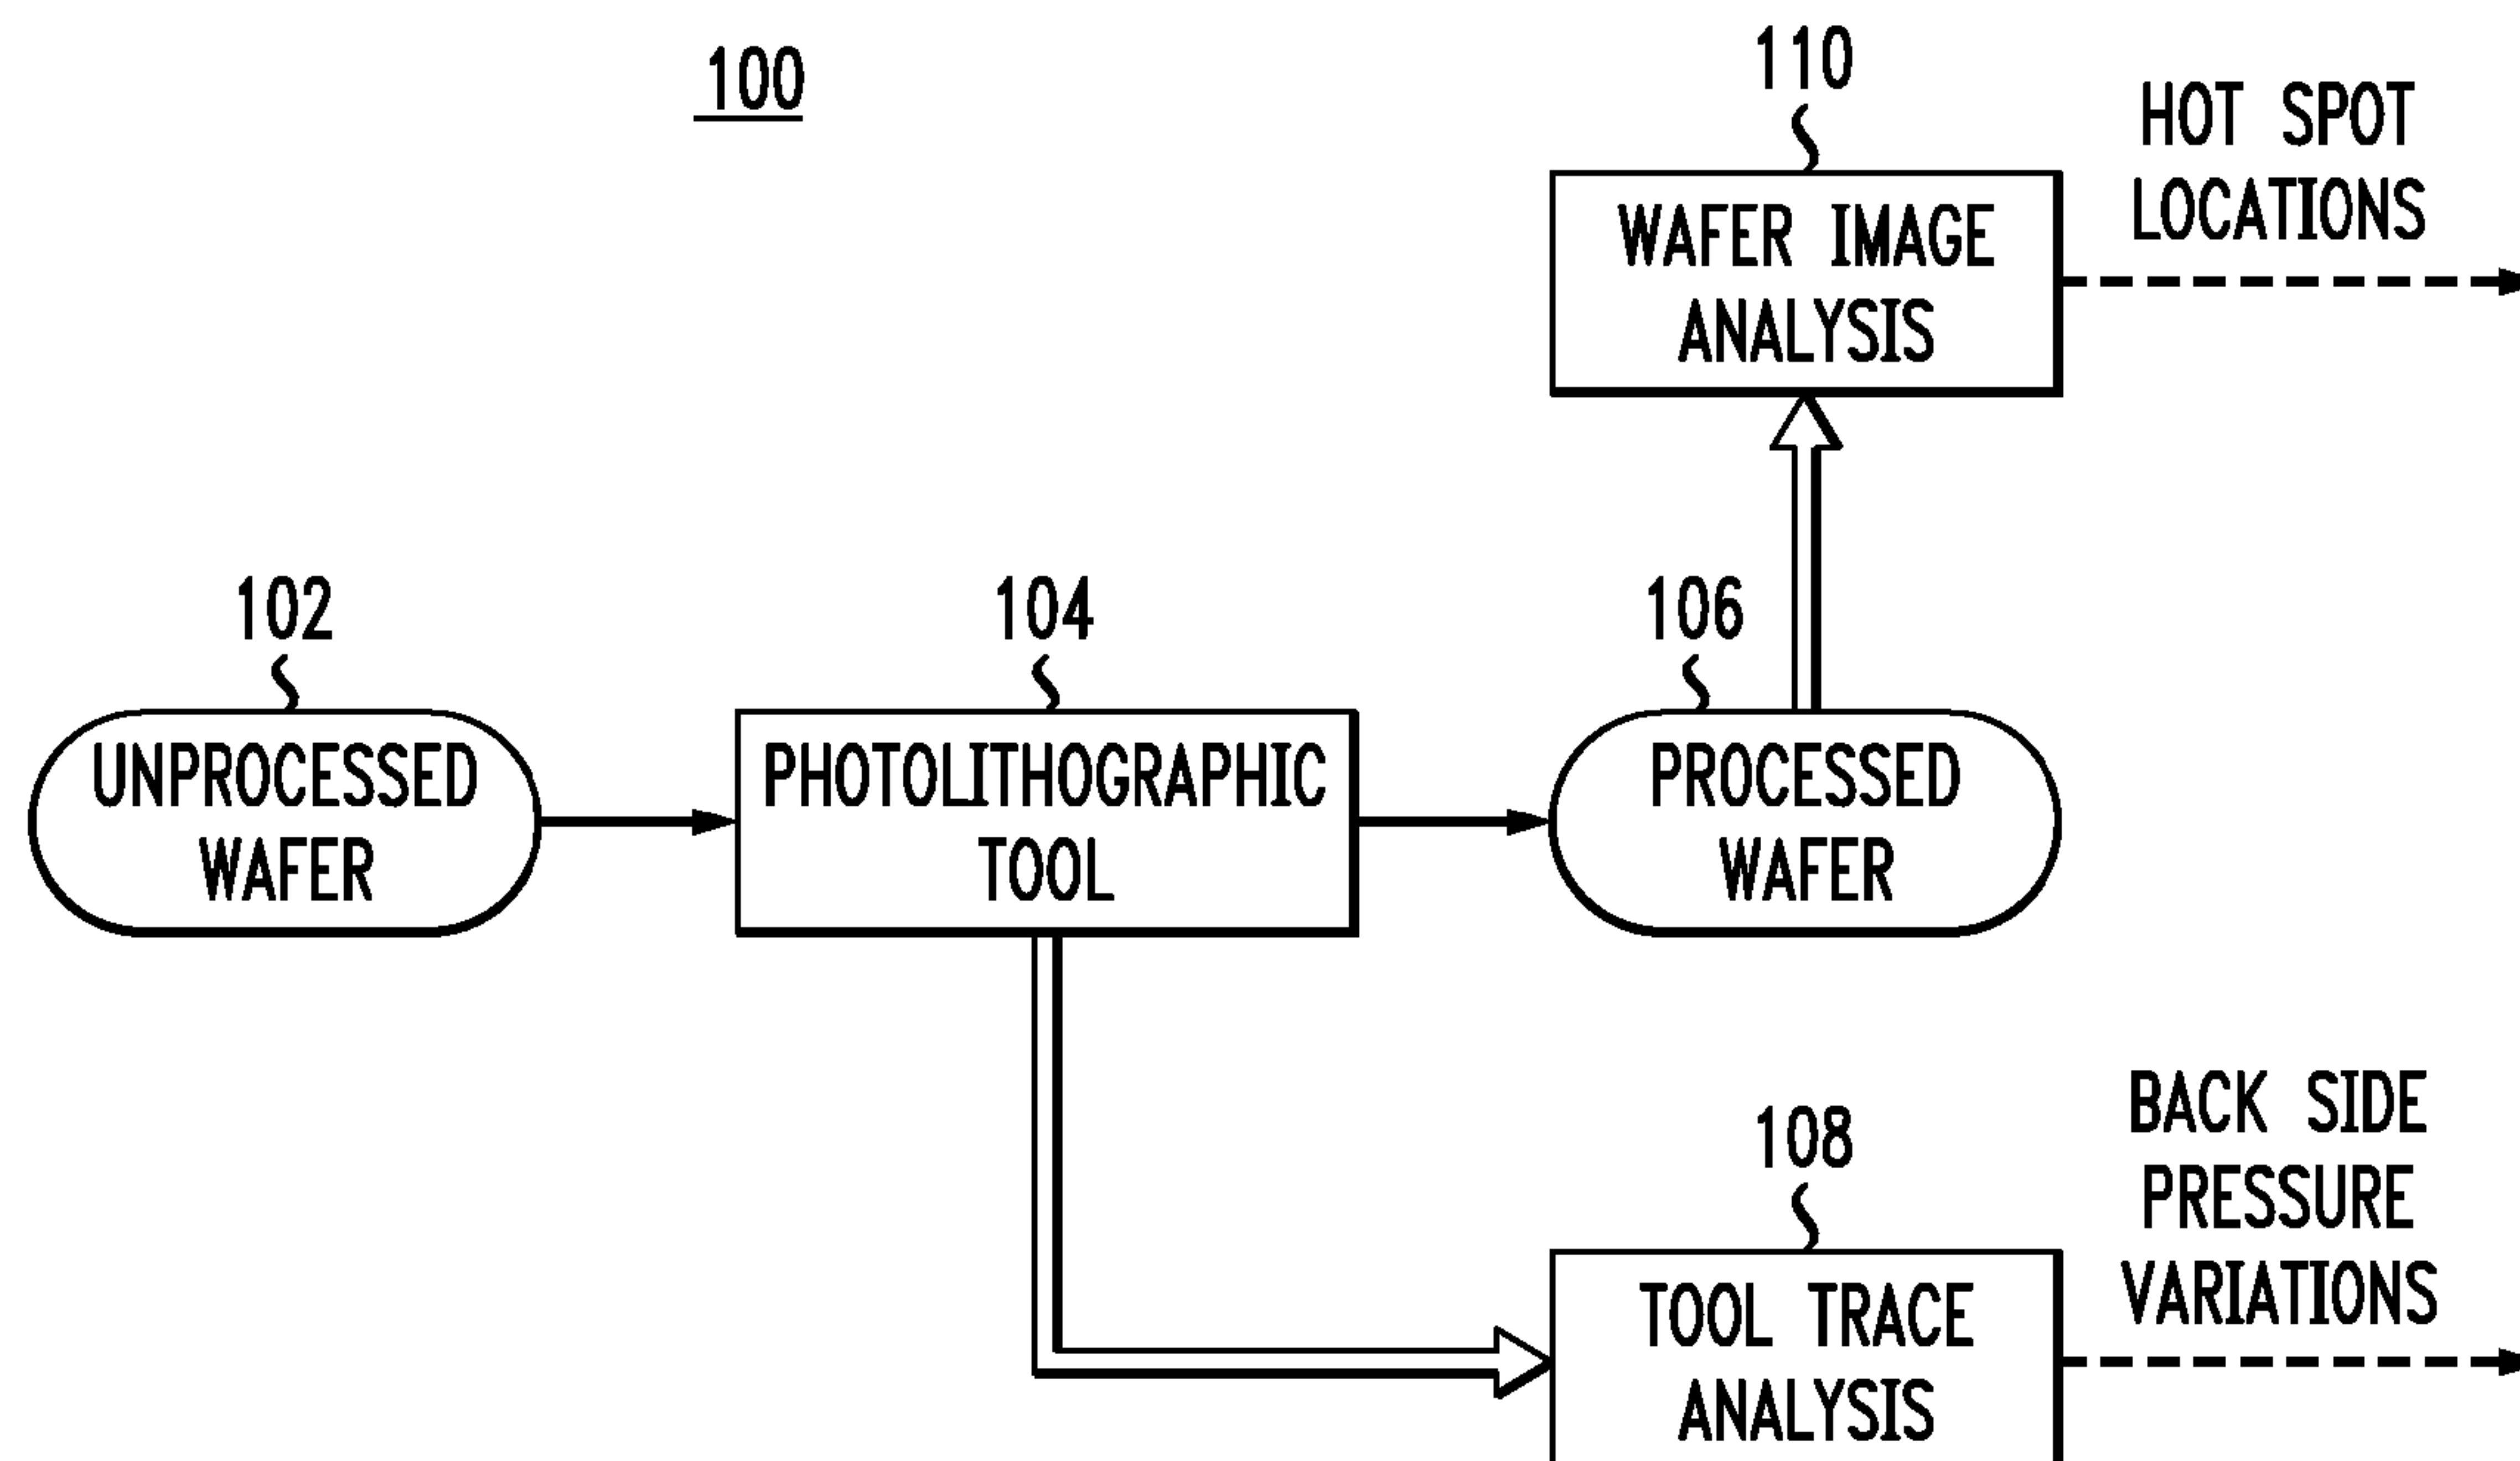 100
110
HOT SPOT
LOCATIONS
WAFER IMAGE
ANALYSIS
102
104
106
UNPROCESSED
WAFER
PHOTOLITHOGRAPHIC
TOOL
PROCESSED
WAFER
108
BACK SIDE
PRESSURE
VARIATIONS
TOOL TRACE
ANALYSIS